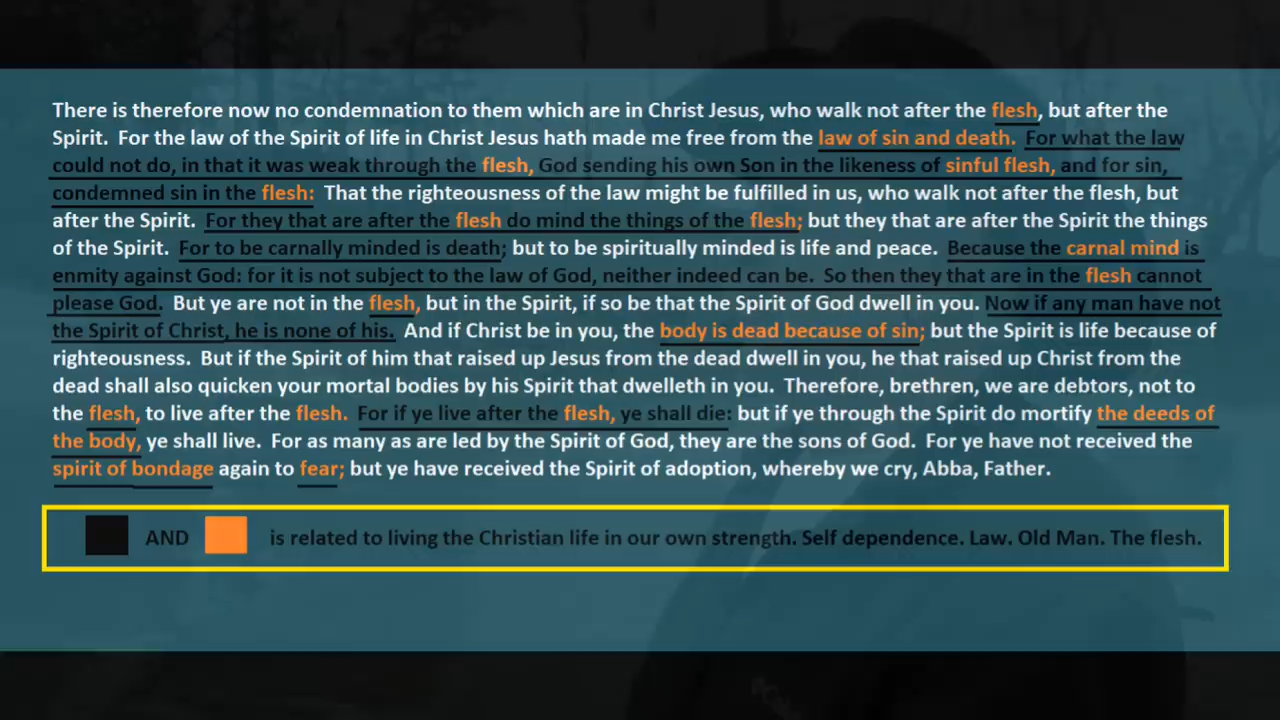 There is therefore now no condemnation to them which are in Christ Jesus, who walk not after the flesh, but after the
Spirit. For the law of the Spirit of life in Christ Jesus hath made me free from the law of sin and death. For what the law
could not do, in that it was weak through the flesh, God sending his own Son in the likeness of sinful flesh, and for sin,
condemned sin in the flesh: That the righteousness of the law might be fulfilled in us, who walk not after the flesh, but
after the Spirit. For they that are after the flesh do mind the things of the flesh; but they that are after the Spirit the things
of the Spirit. For to be carnally minded is death; but to be spiritually minded is life and peace. Because the carnal mind is
enmity against God: for it is not subject to the law of God, neither indeed can be. So then they that are in the flesh cannot
please God. But ye are not in the flesh, but in the Spirit, if so be that the Spirit of God dwell in you. Now if any man have not
the Spirit of Christ, he is none of his. And if Christ be in you, the body is dead because of sin; but the Spirit is life because of
righteousness. But if the Spirit of him that raised up Jesus from the dead dwell in you, he that raised up Christ from the
dead shall also quicken your mortal bodies by his Spirit that dwelleth in you. Therefore, brethren, we are debtors, not to
the flesh, to live after the flesh. For if ye live after the flesh, ye shall die: but if ye through the Spirit do mortify the deeds of
the body, ye shall live. For as many as are led by the Spirit of God, they are the sons of God. For ye have not received the
spirit of bondage again to fear; but ye have received the Spirit of adoption, whereby we cry, Abba, Father.
AND is related to living the Christian life in our own strength. Self dependence. Law. Old Man. The flesh.